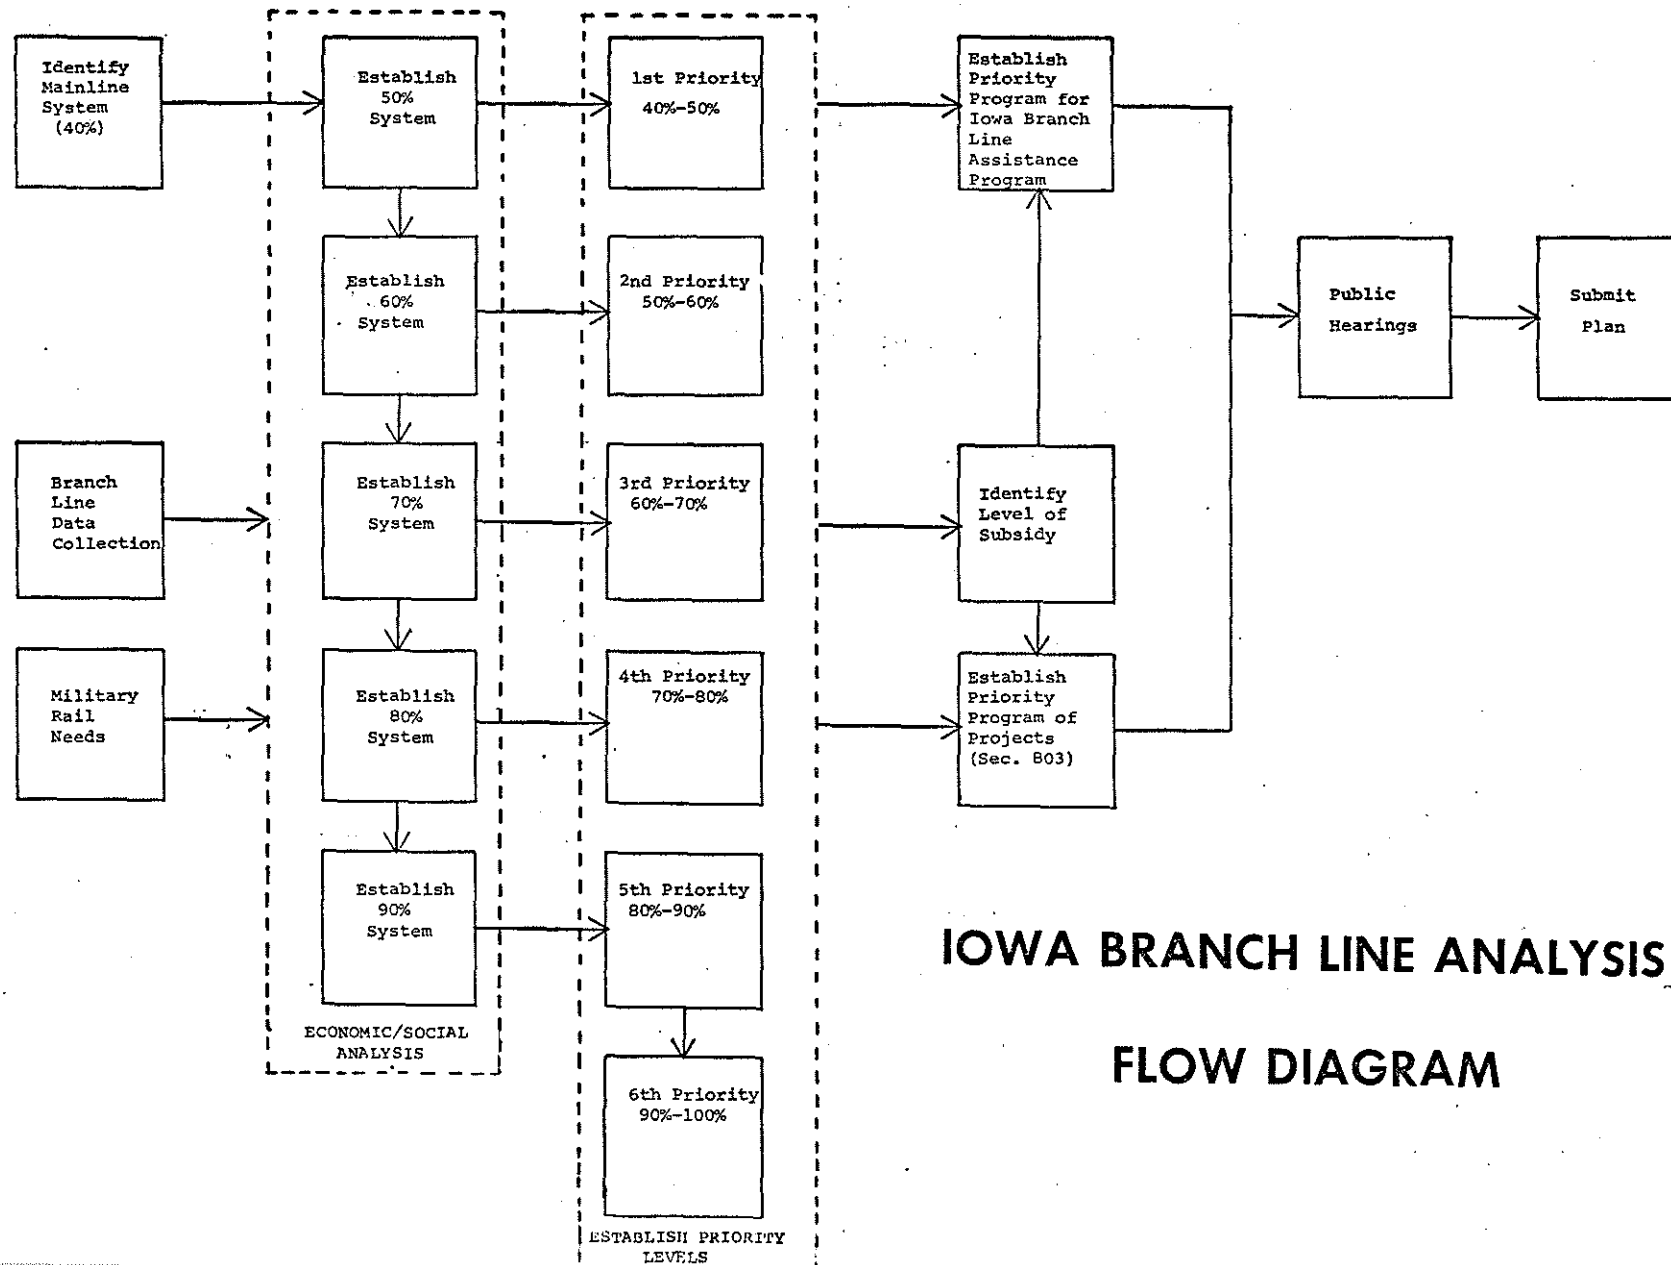 Identify
Mainline
System
(40%)
Establish
50%
System
1st Priority
40%-50%
Establish
Priority
Program for
Iowa Branch
Line
Assistance
Program
Establish
60%
System
2nd Priority
50%-60%
Public
Hearings
Submit
Plan
Branch
Line
Data
Collection
Establish
70%
System
3rd Priority
60%-70%
Identify
Level of
Subsidy
Military
Rail
Needs
Establish
80%
System
4th Priority
70%-80%
Establish
Priority
Program of
Projects
(Sec. 803)
Establish
90%
System
5th Priority
80%-90%
ECONOMIC/SOCIAL
ANALYSIS
6th Priority
90%-100%
ESTABLISH PRIORITY
LEVELS
IOWA BRANCH LINE ANALYSIS
FLOW DIAGRAM